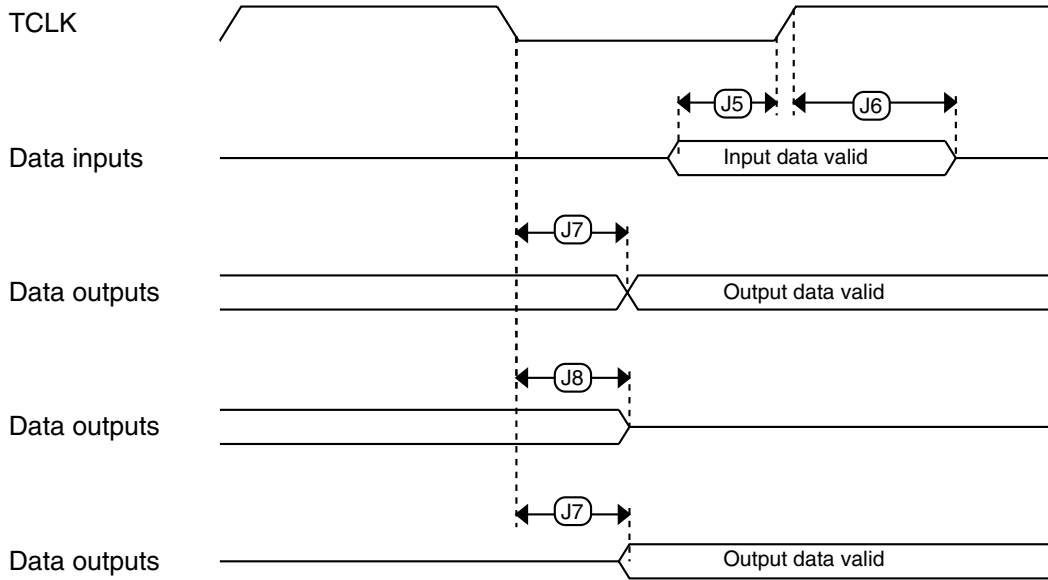 TCLK
J5
J6
Data inputs
Input data valid
J7
Data outputs
Output data valid
J8
Data outputs
J7
Data outputs
Output data valid